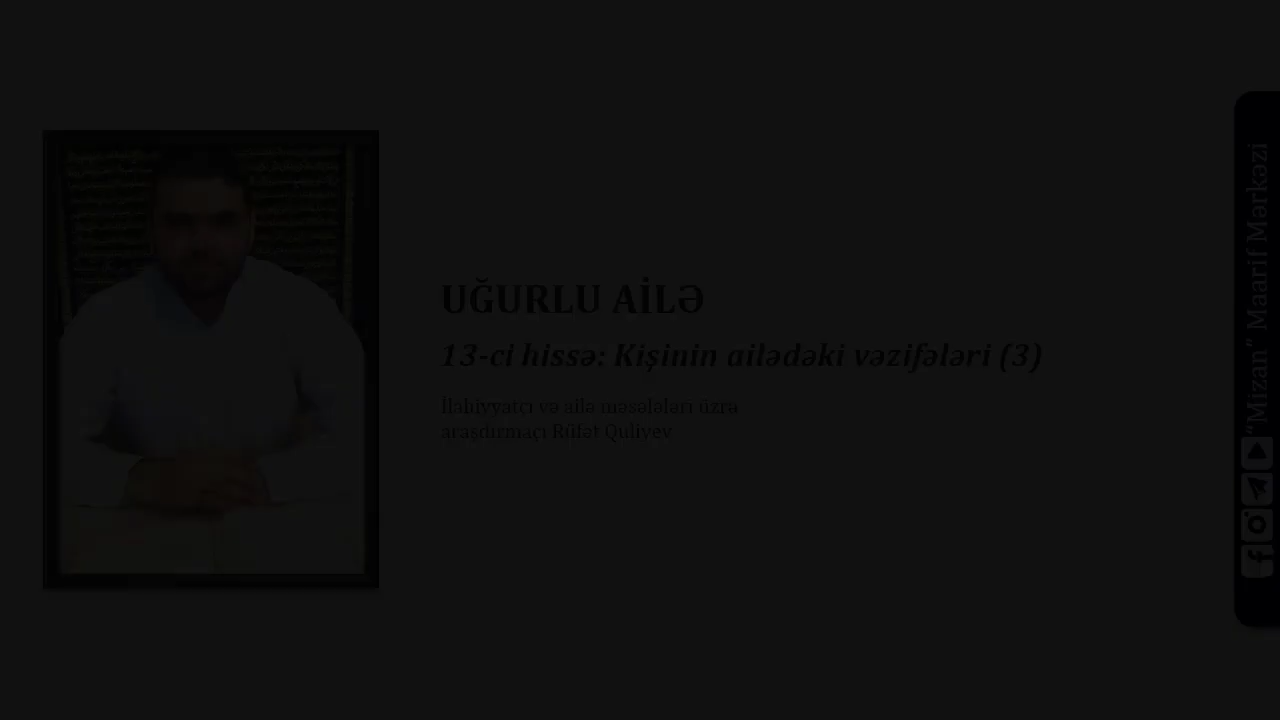 UĞURLU AİLƏ
13-ci hissə: Kişinin ailədəki vəzifələri (3)
İlahiyyatçı və ailə məsələləri üzrə
araşdırmaçı Rüfət Quliyev
"Mizan" Maarif Mərkəzi